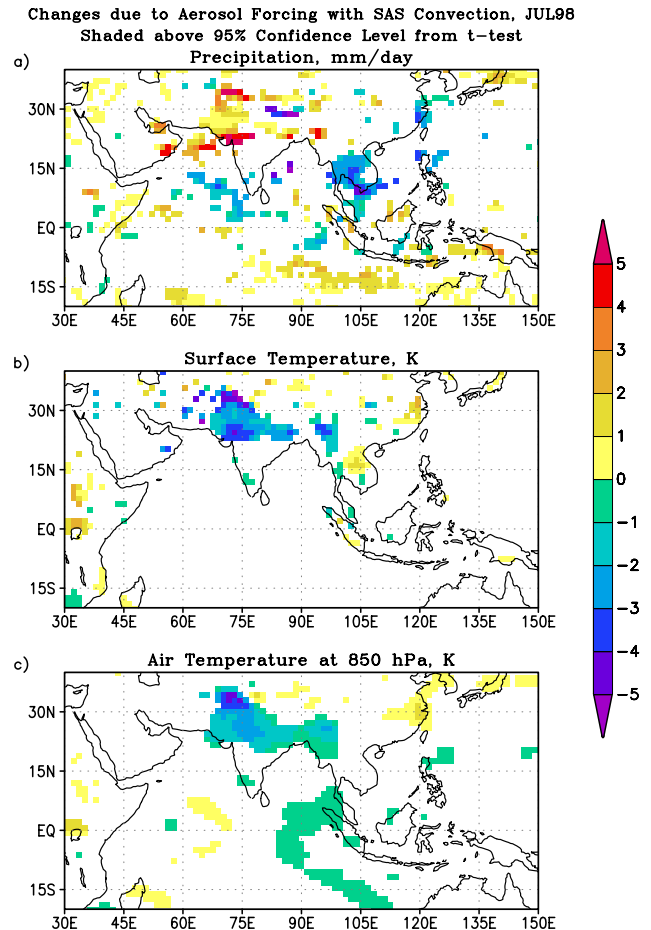 Changes due to Aerosol Forcing with SAS Convection, JUL98
Shaded above 95% Confidence Level from t-test
a) Precipitation, mm/day
30N
15N
EQ
15S
30E 45E 60E 75E 90E 105E 120E 135E 150E
b) Surface Temperature, K
30N
15N
EQ
15S
30E 45E 60E 75E 90E 105E 120E 135E 150E
c) Air Temperature at 850 hPa, K
30N
15N
EQ
15S
30E 45E 60E 75E 90E 105E 120E 135E 150E
5
4
3
2
1
0
-1
-2
-3
-4
-5